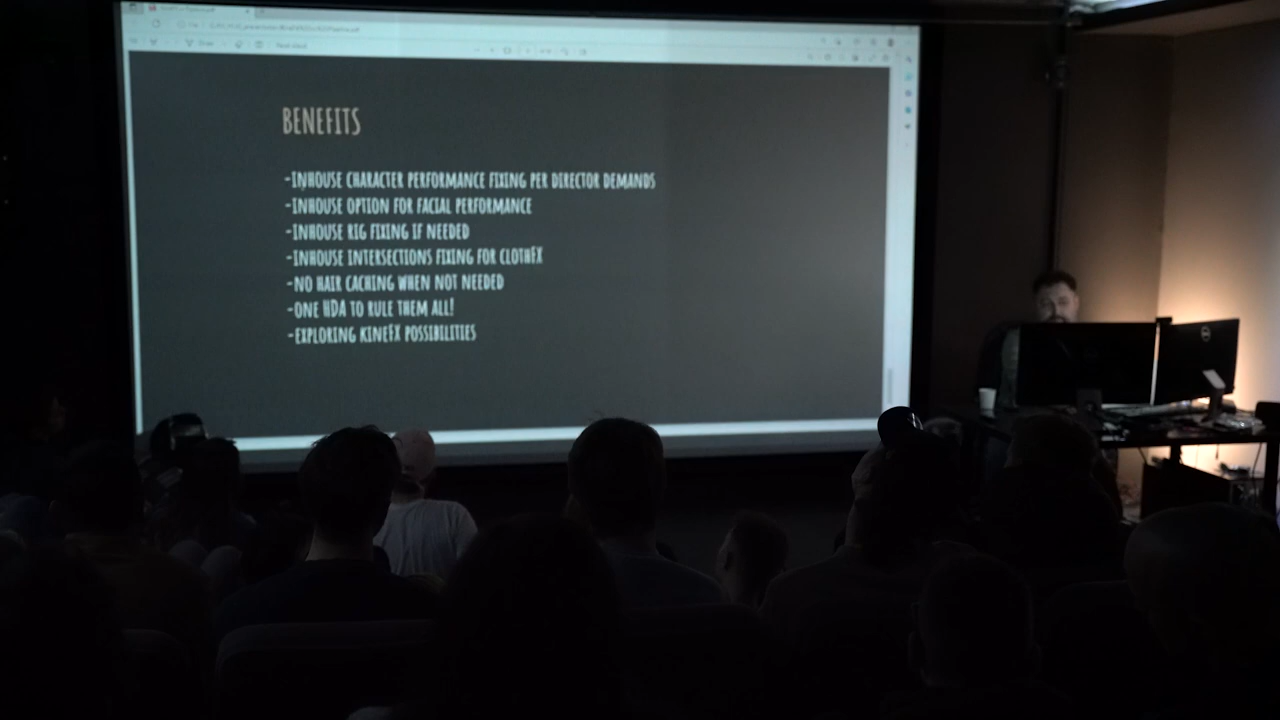 BENEFITS
-INHOUSE CHARACTER PERFORMANCE FIXING PER DIRECTOR DEMANDS
-INHOUSE OPTION FOR FACIAL PERFORMANCE
-INHOUSE RIG FIXING IF NEEDED
-INHOUSE INTERSECTIONS FIXING FOR CLOTHFX
-NO HAIR CACHING WHEN NOT NEEDED
-ONE HDA TO RULE THEM ALL!
-EXPLORING KINEFX POSSIBILITIES